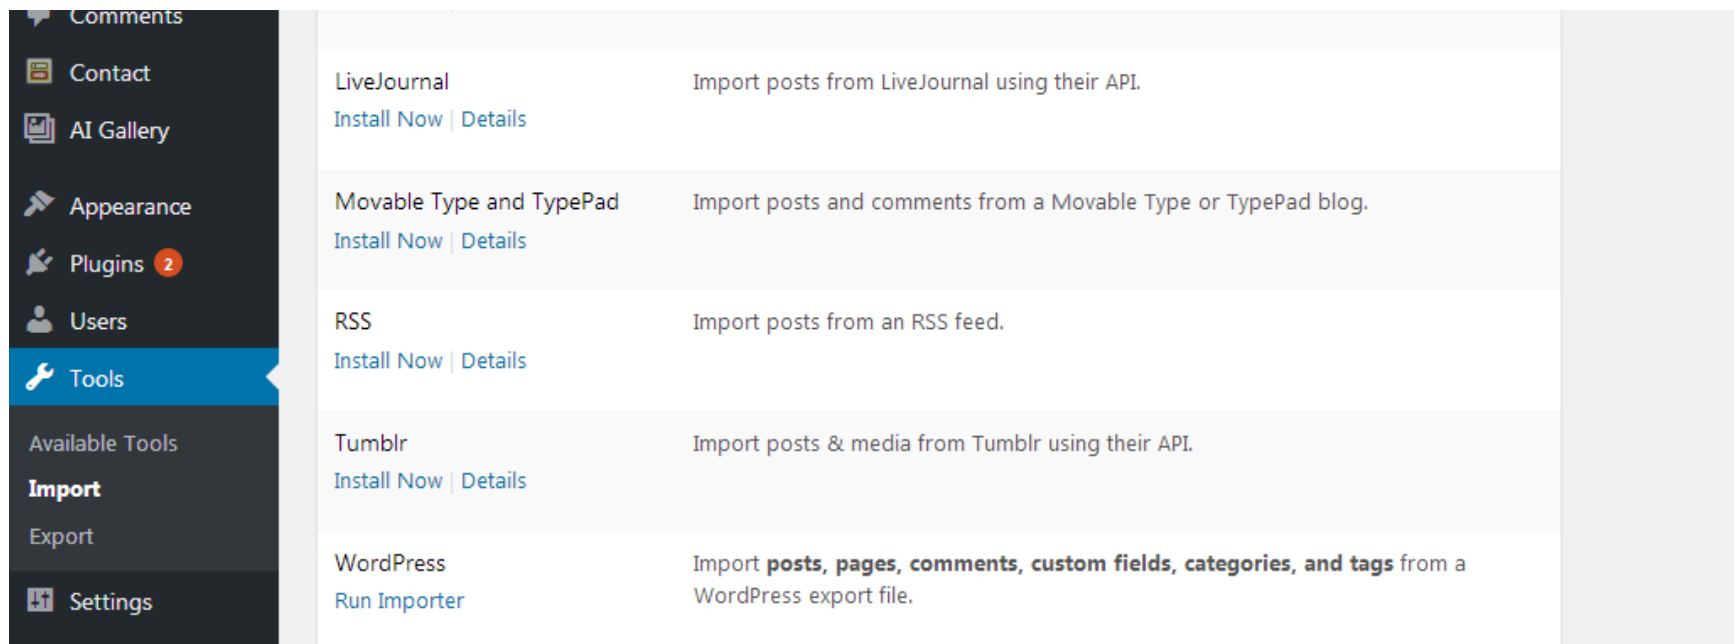 Comments
Contact
AI Gallery
Appearance
Plugins 2
Users
Tools
Available Tools
Import
Export
Settings
LiveJournal
Install Now | Details
Import posts from LiveJournal using their API.
Movable Type and TypePad
Install Now | Details
Import posts and comments from a Movable Type or TypePad blog.
RSS
Install Now | Details
Import posts from an RSS feed.
Tumblr
Install Now | Details
Import posts & media from Tumblr using their API.
WordPress
Run Importer
Import posts, pages, comments, custom fields, categories, and tags from a
WordPress export file.